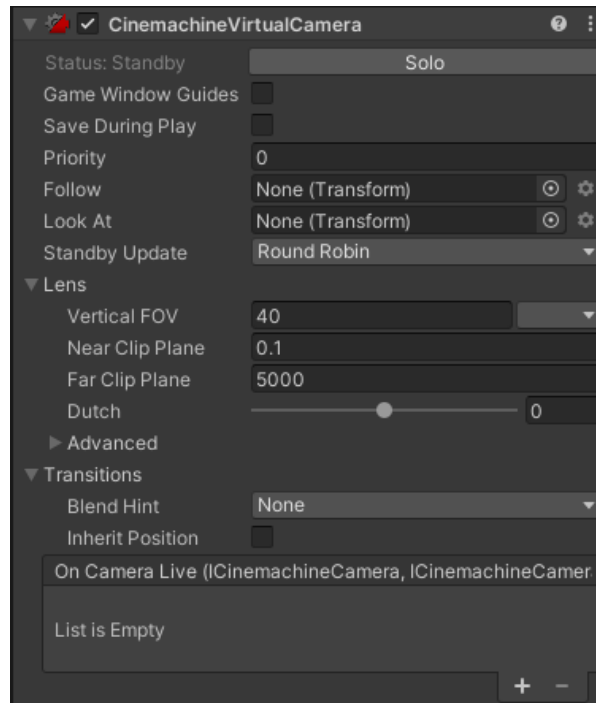 CinemachineVirtualCamera
Status: Standby Solo
Game Window Guides
Save During Play
Priority 0
Follow None (Transform)
Look At None (Transform)
Standby Update Round Robin
Lens
Vertical FOV 40
Near Clip Plane 0.1
Far Clip Plane 5000
Dutch 0
Advanced
Transitions
Blend Hint None
Inherit Position
On Camera Live (ICinemachineCamera, ICinemachineCamer
List is Empty